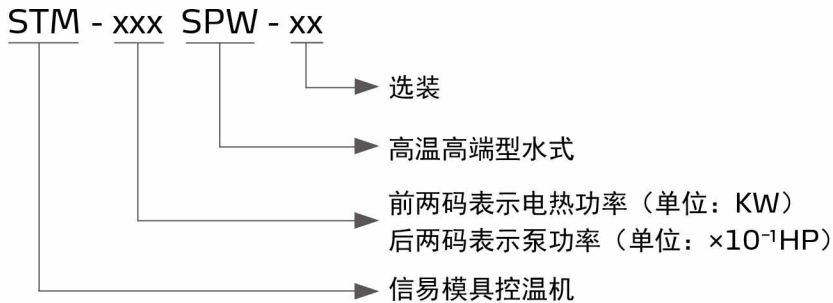 STM - xxx SPW - xx
选装
高温高端型水式
前两码表示电热功率（单位：KW）
后两码表示泵功率（单位：×10⁻¹HP）
信易模具控温机